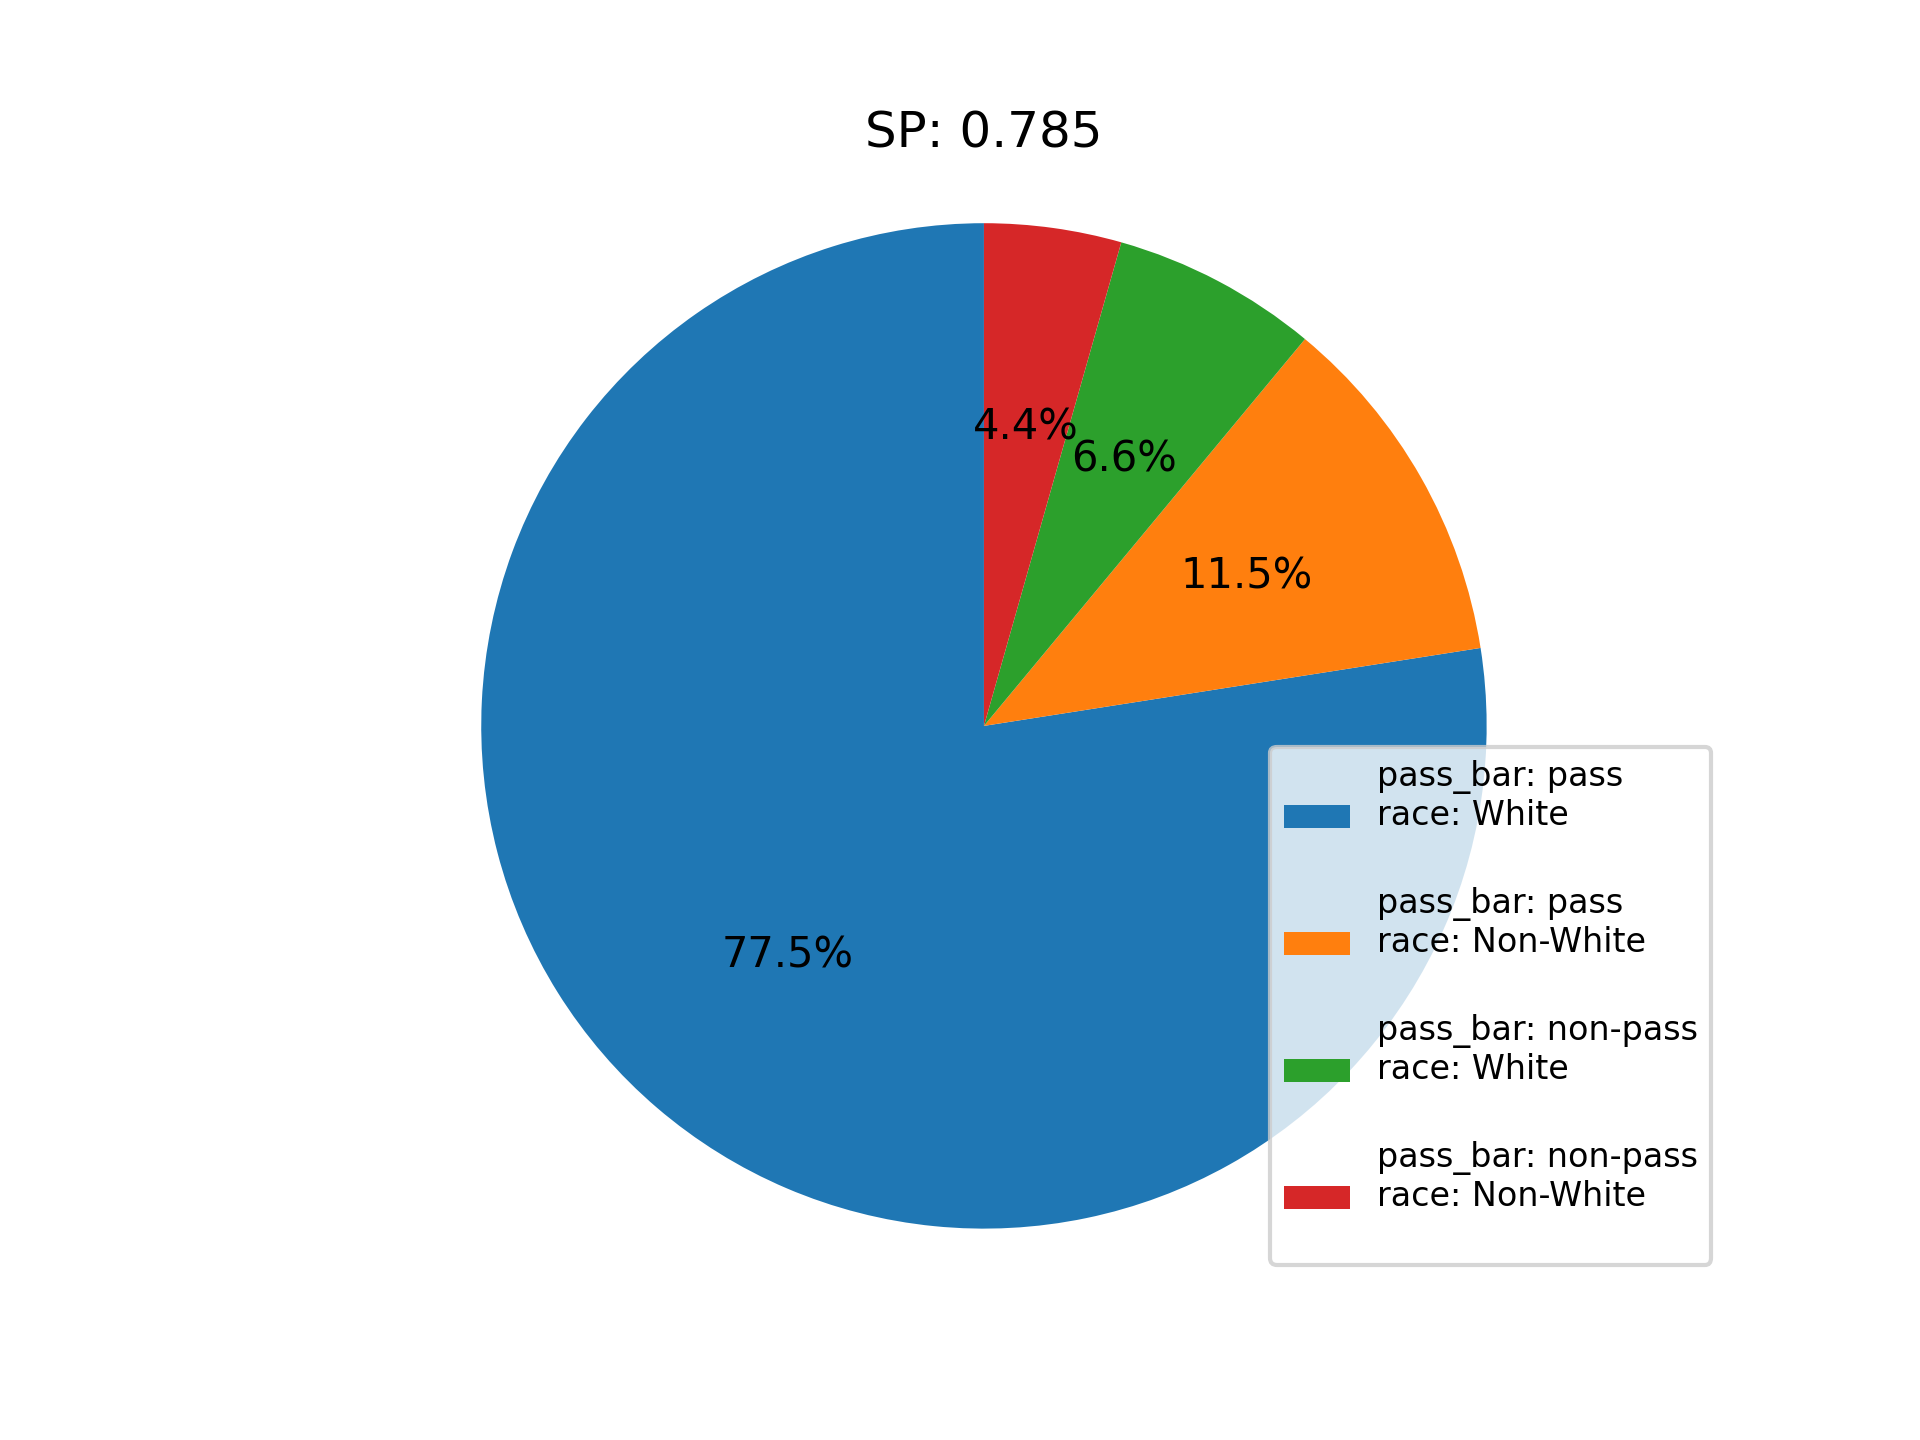 SP: 0.785
4.4%
6.6%
11.5%
77.5%
pass_bar: pass
race: White
pass_bar: pass
race: Non-White
pass_bar: non-pass
race: White
pass_bar: non-pass
race: Non-White